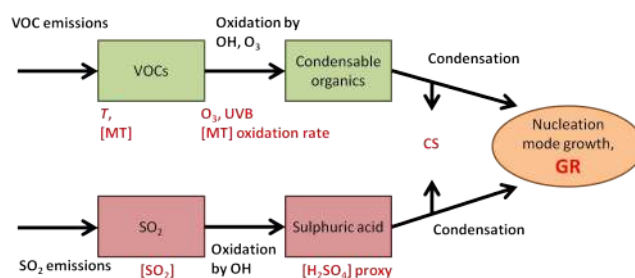 VOC emissions
Oxidation by
OH, O3
VOCs
Condensable
organics
Condensation
T,
[MT]
O3, UVB
[MT] oxidation rate
CS
Nucleation
mode growth,
GR
SO2
Sulphuric acid
Condensation
SO2 emissions
[SO2]
Oxidation
by OH
[H2SO4] proxy